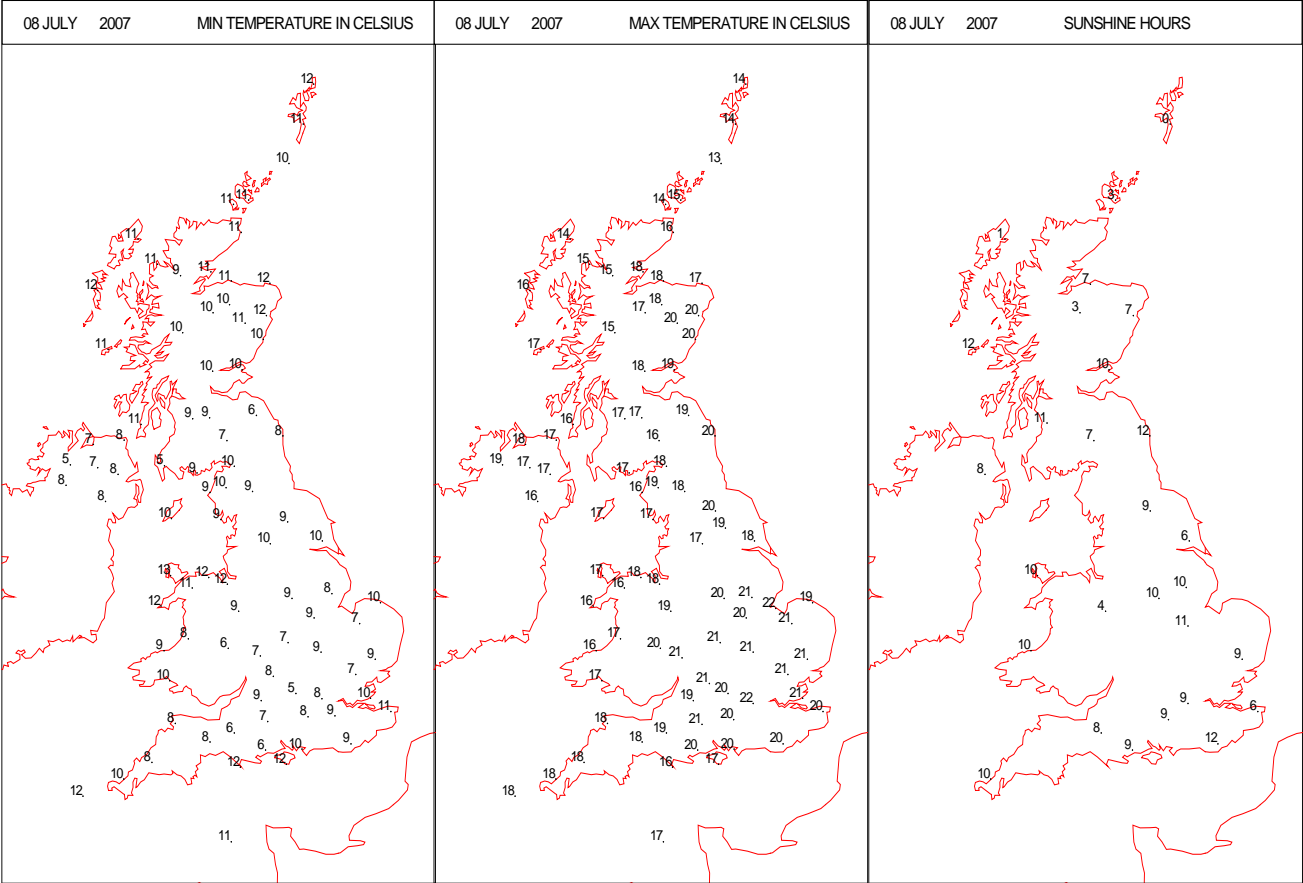 08 JULY 2007 MIN TEMPERATURE IN CELSIUS
12
11
10
11 11
11
11
11
9 11
11 12
12
10
10 12
11
10 10
11
10 10
11 9 9 6
7 8 7 8
5 7 8 5 9 10
8 9 10 9
8
10 9 9
10 10
13 11 12 12
9 8
12 9 9 10
7
8
9 6 7 9
7 9
10 8 7
9 5 8 10
8 7 8 9 11
8 6
6 10 9
8 12 12
10
12
11
08 JULY 2007 MAX TEMPERATURE IN CELSIUS
14
14
13
14 15
16
14
15
15 18
18 17
16
18
17 20
20
15 20
17
18 19
16 17 17 19
18 17 16 20
19 17 17 17 18
16 19 18
16
17 17 20
19
17 18
17 16 18 18
20 21
16 19 20 22 19
21
17
16 20 21 21
21 21
17 21 21
19 20 22 21
18 21 20 20
18 19
20 20 20
18 16 17
18
18
17
08 JULY 2007 SUNSHINE HOURS
0
3
1
7
3 7
12
10
11
7 12
8
9
6
10 10
10
4
11
10 9
9
9 6
8
9 12
10